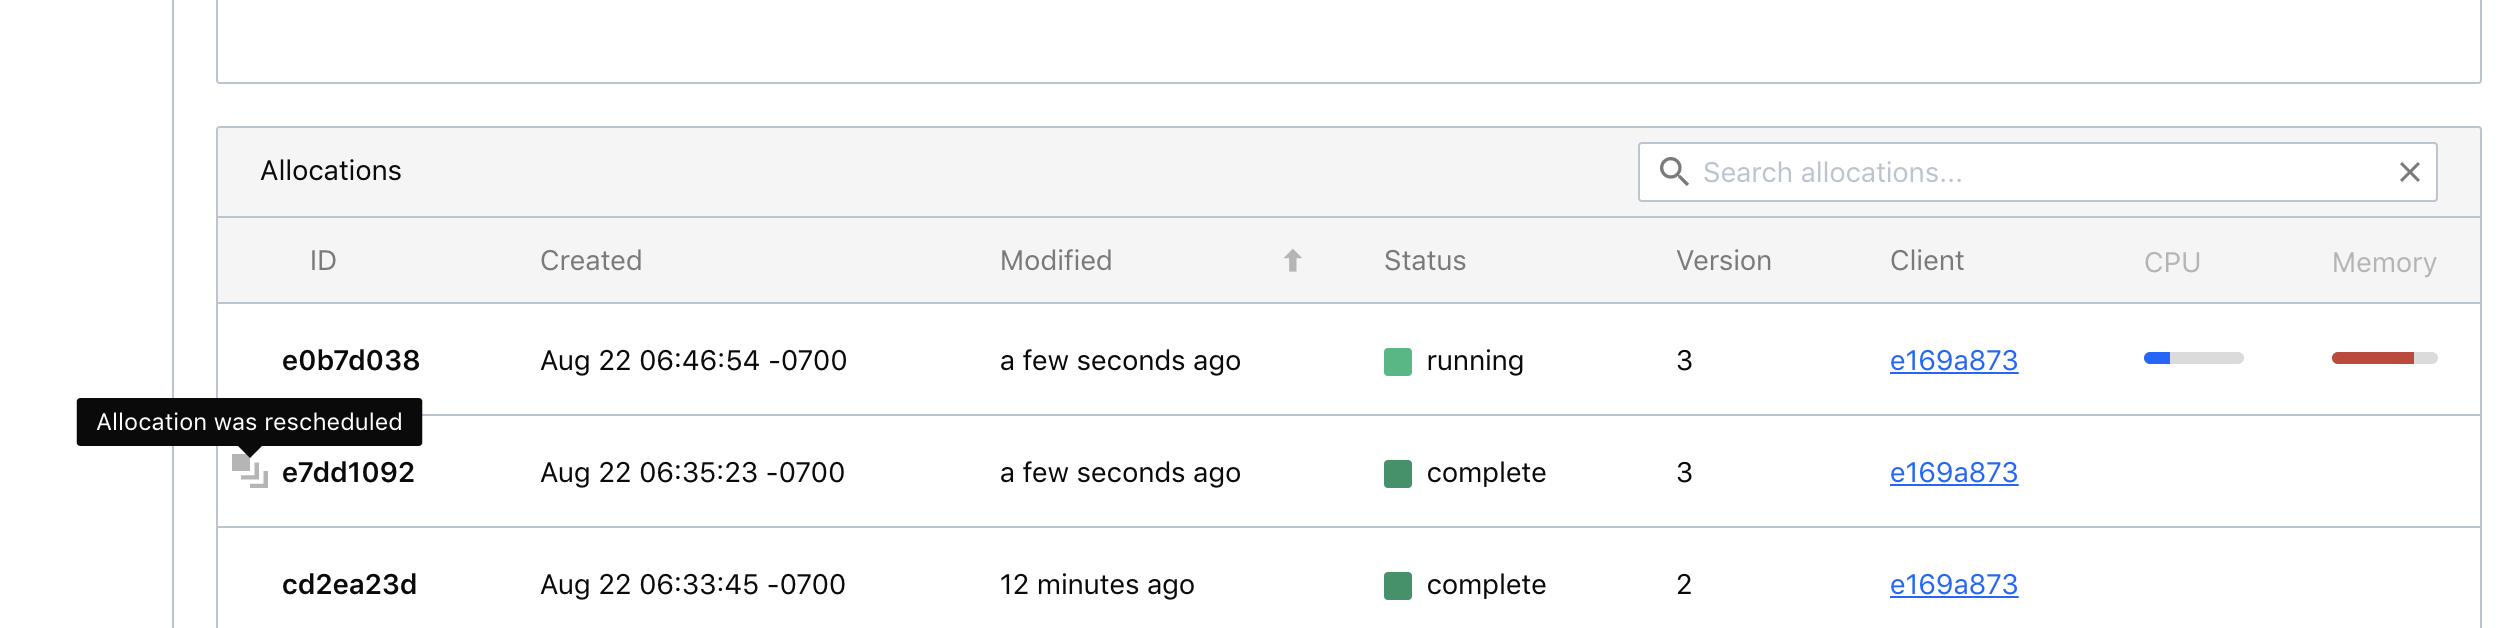 Allocations
Search allocations...
ID Created Modified Status Version Client CPU Memory
e0b7d038 Aug 22 06:46:54 -0700 a few seconds ago running 3 e169a873
Allocation was rescheduled
e7dd1092 Aug 22 06:35:23 -0700 a few seconds ago complete 3 e169a873
cd2ea23d Aug 22 06:33:45 -0700 12 minutes ago complete 2 e169a873